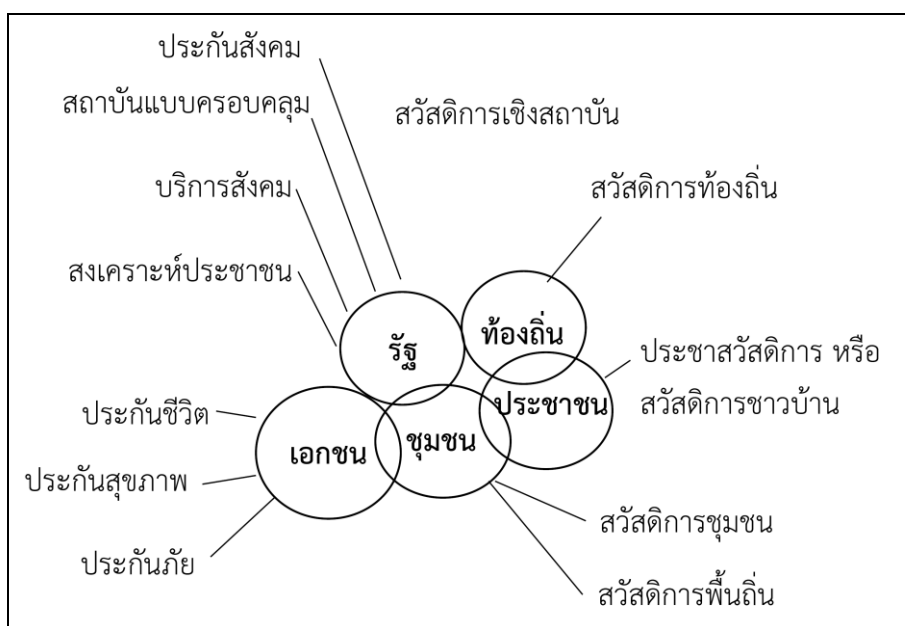 ประกันสังคม
สถาบันแบบครอบคลุม
สวัสดิการเชิงสถาบัน
บริการสังคม
สวัสดิการท้องถิ่น
สงเคราะห์ประชาชน
รัฐ
ท้องถิ่น
ประชาสวัสดิการ หรือ
สวัสดิการชาวบ้าน
ประชาชน
ประกันชีวิต
เอกชน
ชุมชน
ประกันสุขภาพ
สวัสดิการชุมชน
ประกันภัย
สวัสดิการพื้นถิ่น